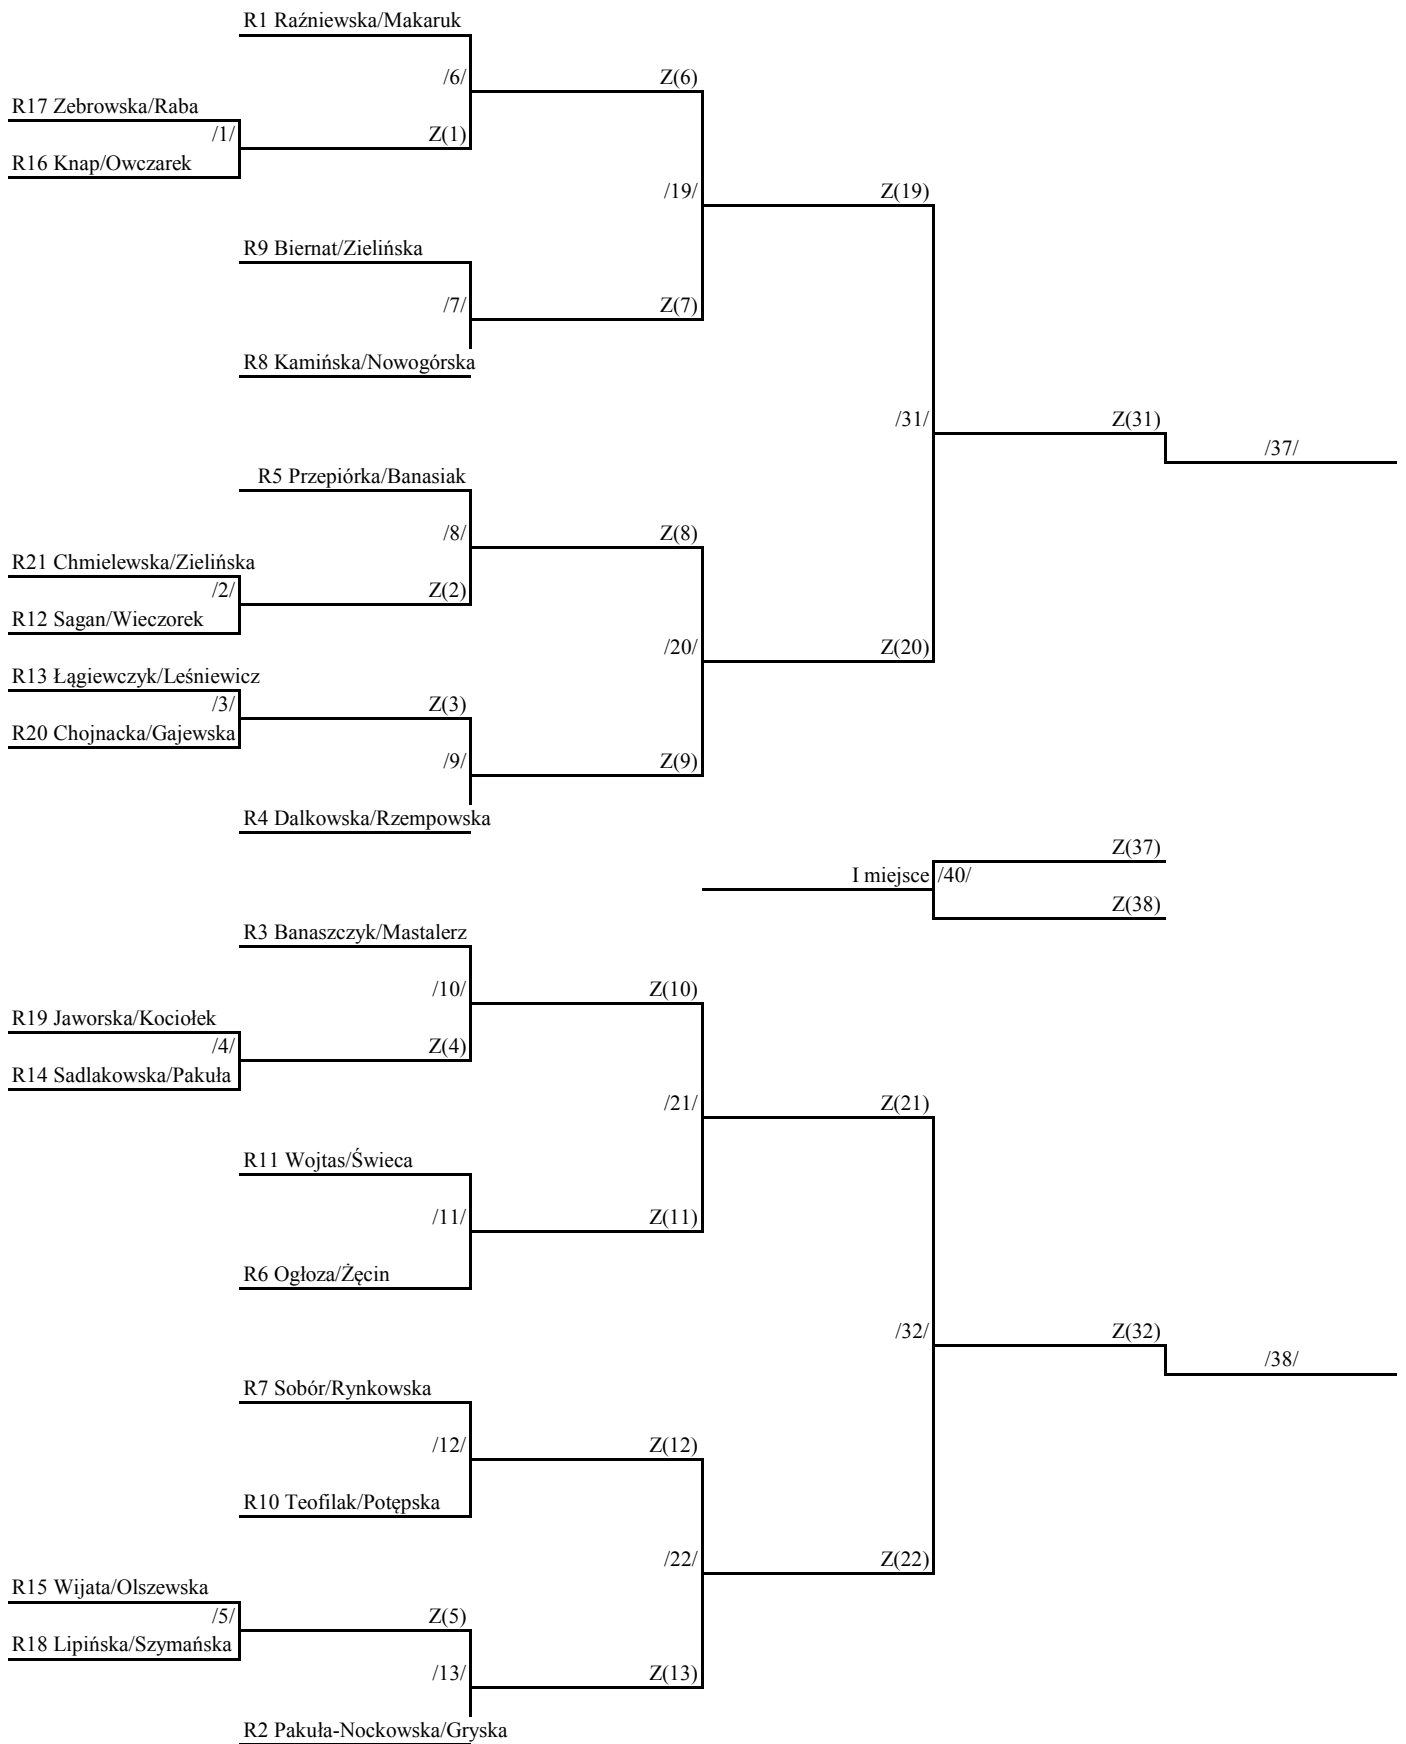 R1 Raźniewska/Makaruk
/6/ Z(6)
R17 Zebrowska/Raba
/1/ Z(1)
R16 Knap/Owczarek
/19/ Z(19)
R9 Biernat/Zielińska
/7/ Z(7)
R8 Kamińska/Nowogórska
/31/ Z(31)
/37/
R5 Przepiórka/Banasiak
/8/ Z(8)
R21 Chmielewska/Zielińska
/2/ Z(2)
R12 Sagan/Wieczorek
/20/ Z(20)
R13 Łągiewczyk/Leśniewicz
/3/ Z(3)
R20 Chojnacka/Gajewska
/9/ Z(9)
R4 Dalkowska/Rzempowska
Z(37)
I miejsce /40/
Z(38)
R3 Banaszczyk/Mastalerz
/10/ Z(10)
R19 Jaworska/Kociołek
/4/ Z(4)
R14 Sadlakowska/Pakuła
/21/ Z(21)
R11 Wojtas/Świeca
/11/ Z(11)
R6 Ogłoza/Żęcin
/32/ Z(32)
/38/
R7 Sobór/Rynkowska
/12/ Z(12)
R10 Teofilak/Potępska
/22/ Z(22)
R15 Wijata/Olszewska
/5/ Z(5)
R18 Lipińska/Szymańska
/13/ Z(13)
R2 Pakuła-Nockowska/Gryska